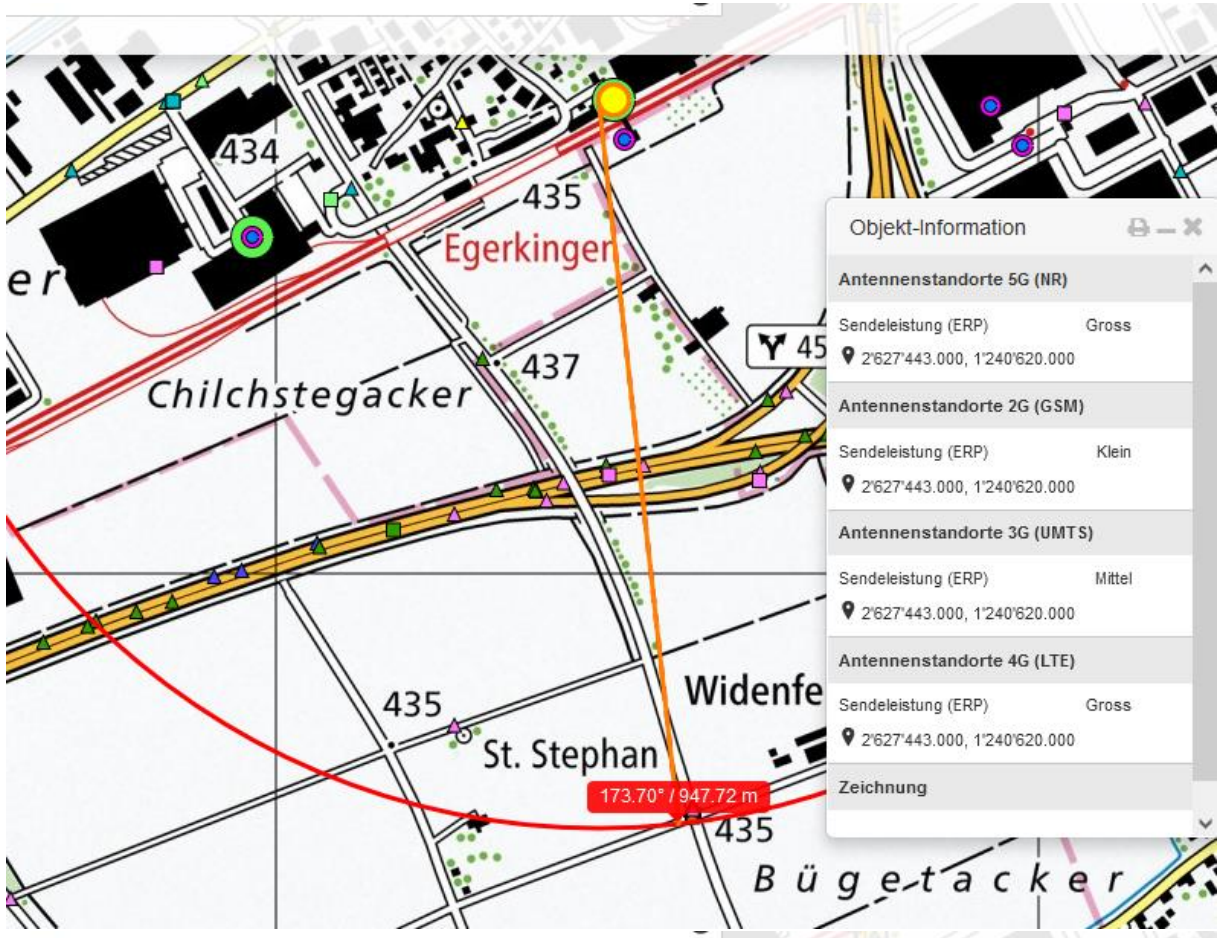 434
435
Egerkingen
er
Chilchstegacker
437
45
435
St. Stephan
Widenfe
173.70° / 947.72 m
435
Bügetacker
Objekt-Information
Antennenstandorte 5G (NR)
Sendeleistung (ERP) Gross
2'627'443.000, 1'240'620.000
Antennenstandorte 2G (GSM)
Sendeleistung (ERP) Klein
2'627'443.000, 1'240'620.000
Antennenstandorte 3G (UMTS)
Sendeleistung (ERP) Mittel
2'627'443.000, 1'240'620.000
Antennenstandorte 4G (LTE)
Sendeleistung (ERP) Gross
2'627'443.000, 1'240'620.000
Zeichnung